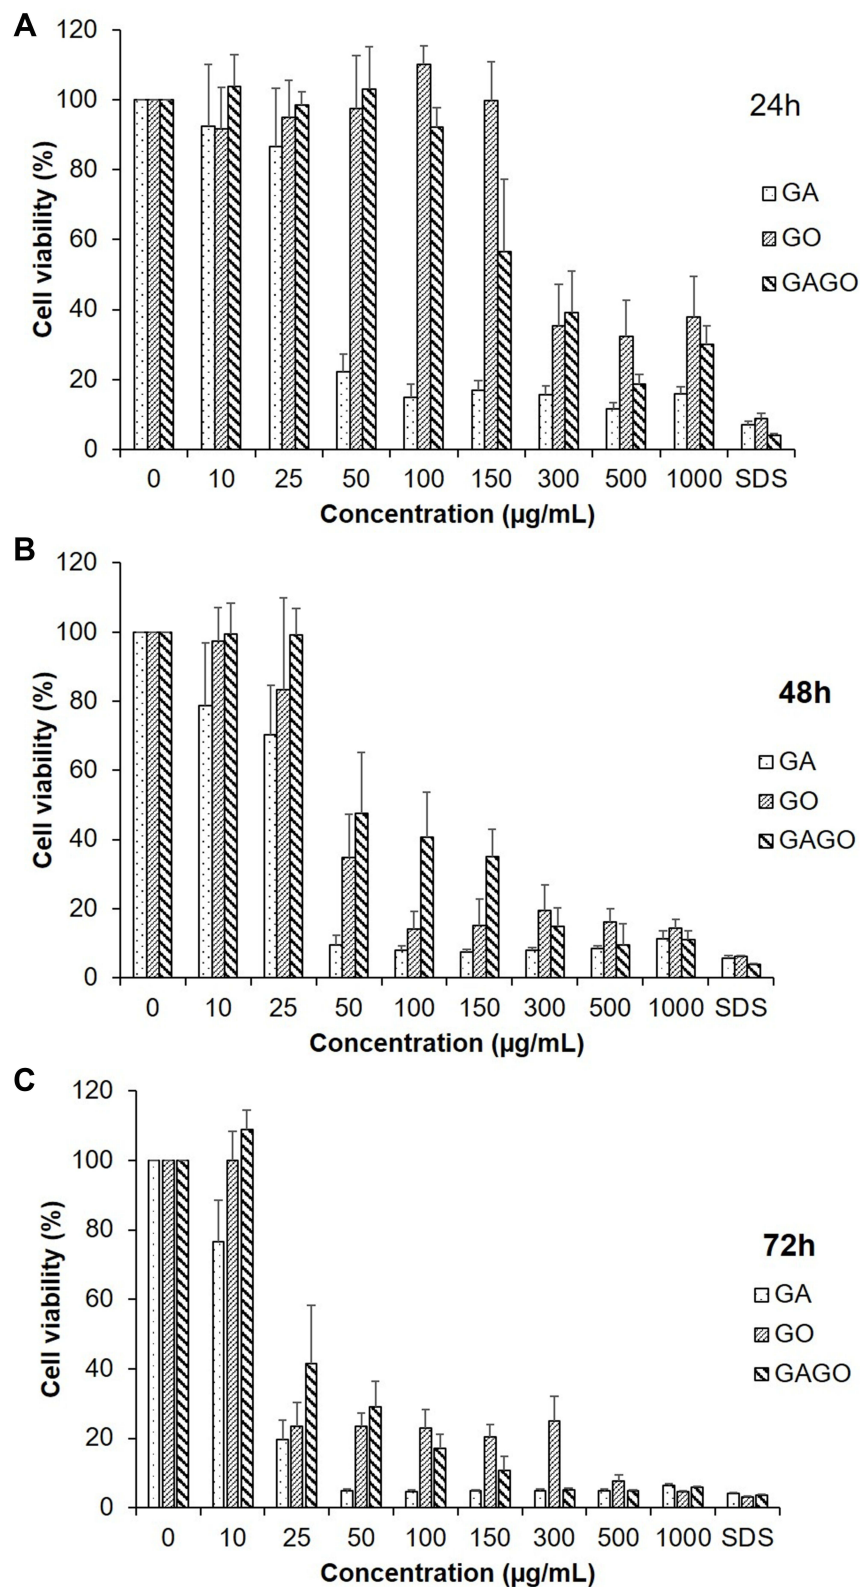 A
120
100
80
60
40
20
0
Cell viability (%)
24h
GA
GO
GAGO
0 10 25 50 100 150 300 500 1000 SDS
Concentration (µg/mL)
B
120
100
80
60
40
20
0
Cell viability (%)
48h
GA
GO
GAGO
0 10 25 50 100 150 300 500 1000 SDS
Concentration (µg/mL)
C
120
100
80
60
40
20
0
Cell viability (%)
72h
GA
GO
GAGO
0 10 25 50 100 150 300 500 1000 SDS
Concentration (µg/mL)